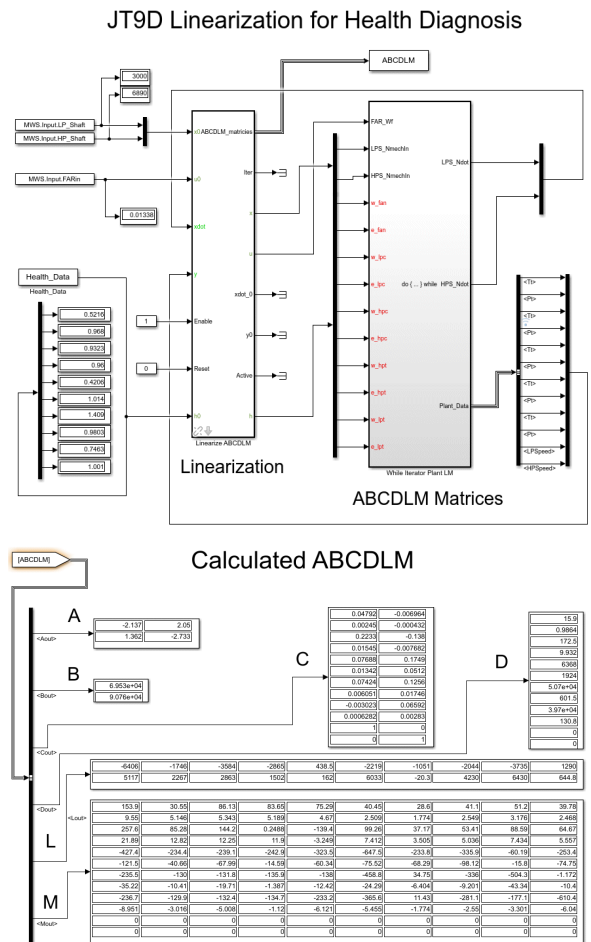 JT9D Linearization for Health Diagnosis
ABCDLM
3000
6890
MWS.Input.LP_Shaft
MWS.Input.HP_Shaft
x0 ABCDLM_matricies
FAR_Wf
LPS_NmechIn
LPS_Ndot
Iter
HPS_NmechIn
MWS.Input.FARin
u0
w_fan
x
0.01338
xdot
e_fan
u
w_lpc
Health_Data
Health_Data
y
e_lpc
do { ... } while
HPS_Ndot
xdot_0
w_hpc
0.5216
0.968
0.9323
0.96
0.4206
1.014
1.409
0.9803
0.7463
1.001
1
Enable
y0
e_hpc
0
Reset
Active
w_hpt
e_hpt
Plant_Data
h0
h
w_lpt
e_lpt
<Tt>
<Pt>
<Tt>
<Pt>
<Tt>
<Pt>
<Tt>
<Pt>
<Tt>
<Pt>
<LPSpeed>
<HPSpeed>
Linearize ABCDLM
While Iterator Plant LM
Linearization
ABCDLM Matrices
[ABCDLM]
Calculated ABCDLM
A
<Aout>
-2.137 2.05
1.362 -2.733
B
<Bout>
6.953e+04
9.076e+04
C
0.04792 -0.006964
0.00245 -0.000432
0.2233 -0.138
0.01545 -0.007682
0.07688 0.1749
0.01342 0.0512
0.07424 0.1256
0.006051 0.01746
-0.003023 0.06592
0.0006282 0.00283
1 0
0 1
D
15.9
0.9864
172.5
9.932
6368
1924
5.07e+04
601.5
3.97e+04
130.8
0
0
<Cout>
<Dout>
<Lout>
L
-6406 -1746 -3584 -2865 438.5 -2219 -1051 -2044 -3735 1290
5117 2267 2863 1502 162 6033 -20.3 4230 6430 644.8
M
<Mout>
153.9 30.55 86.13 83.65 75.29 40.45 28.6 41.1 51.2 39.78
9.55 5.146 5.343 5.189 4.67 2.509 1.774 2.549 3.176 2.468
257.6 85.28 144.2 0.2488 -139.4 99.26 37.17 53.41 88.59 64.67
21.89 12.82 12.25 11.9 -3.249 7.412 3.505 5.036 7.434 5.557
-427.4 -234.4 -239.1 -242.9 -323.5 -647.5 -233.8 -335.9 -60.19 -253.4
-121.5 -40.66 -67.99 -14.59 -60.34 -75.52 -68.29 -98.12 -15.8 -74.75
-235.5 -130 -131.8 -135.9 -138 -458.8 34.75 -336 -504.3 -1.172
-35.22 -10.41 -19.71 -1.387 -12.42 -24.29 -6.404 -9.201 -43.34 -10.4
-236.7 -129.9 -132.4 -134.7 -233.2 -365.6 11.43 -281.1 -177.1 -610.4
-8.951 -3.016 -5.008 -1.12 -6.121 -5.455 -1.774 -2.55 -3.301 -6.04
0 0 0 0 0 0 0 0 0 0
0 0 0 0 0 0 0 0 0 0